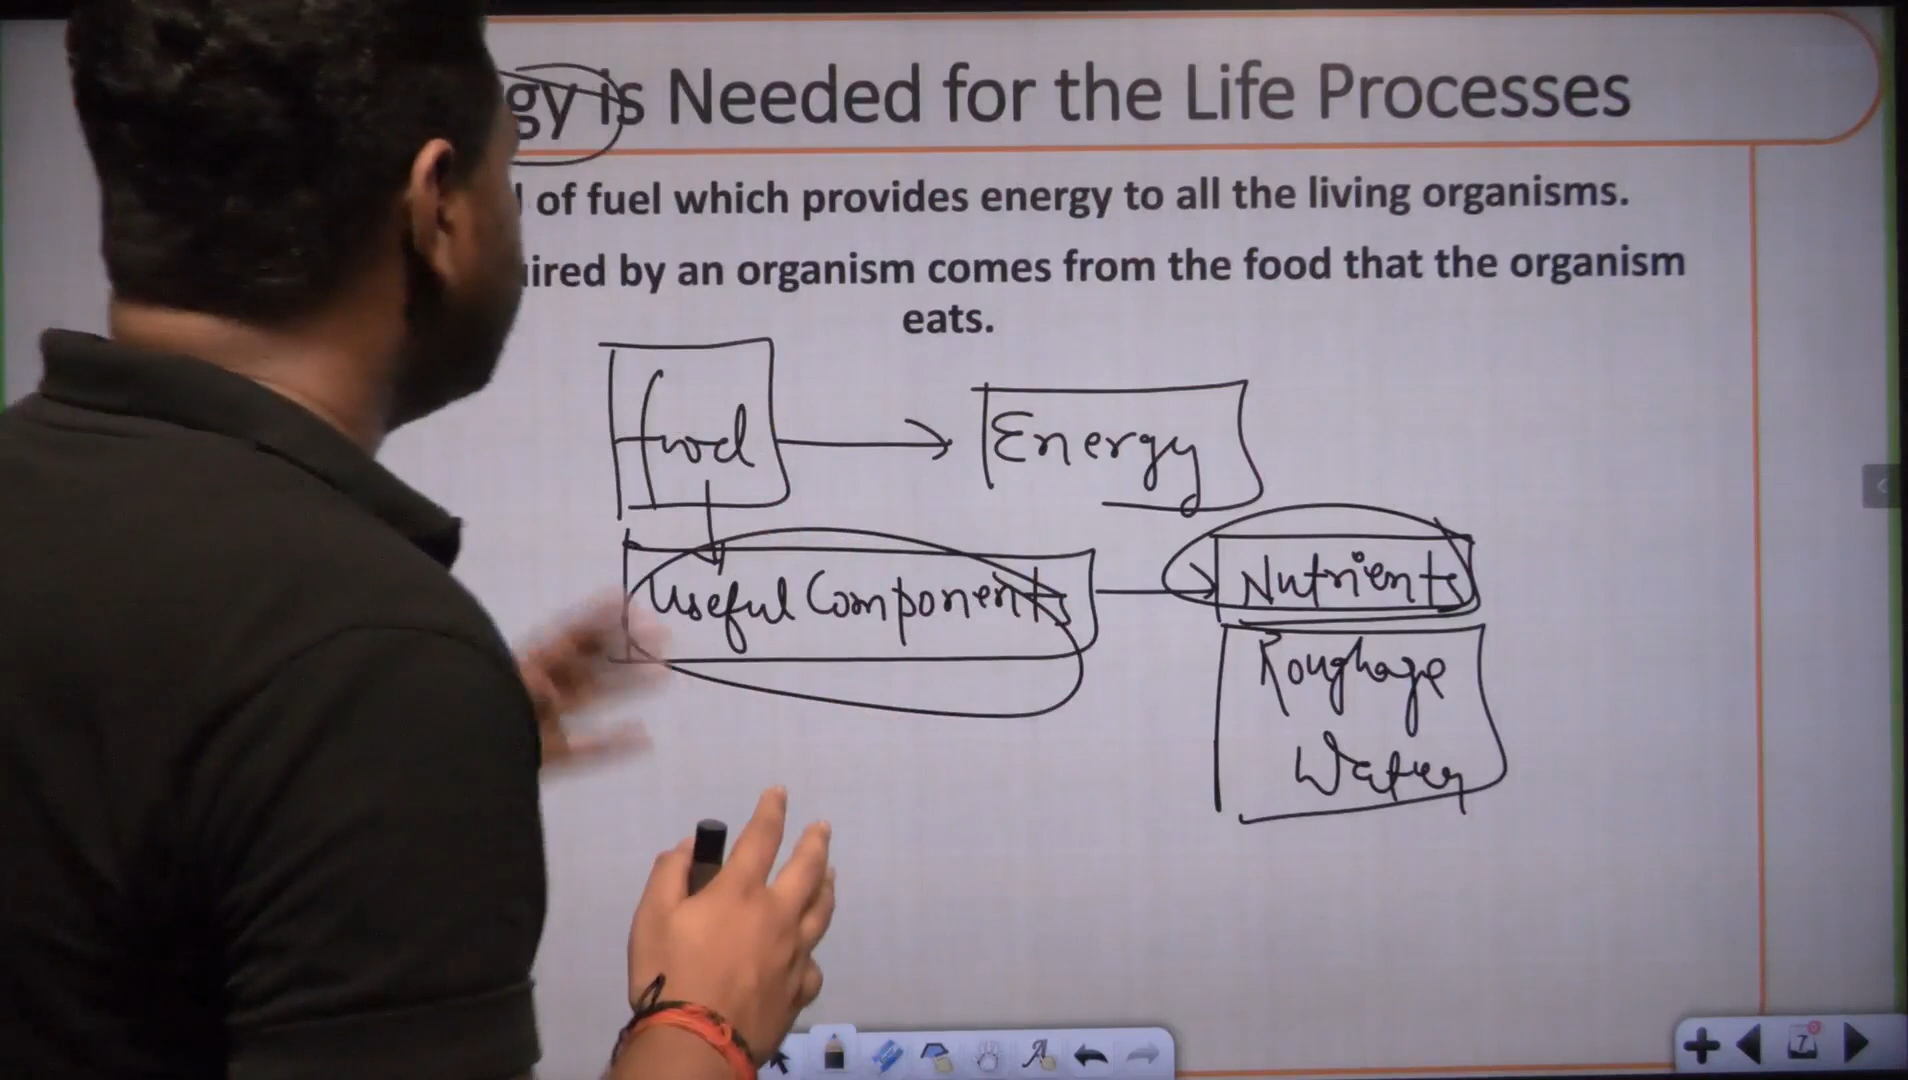 gy is Needed for the Life Processes
of fuel which provides energy to all the living organisms.
ired by an organism comes from the food that the organism
eats.
food
Energy
Useful Components
Nutrients
Roughage
Water
7